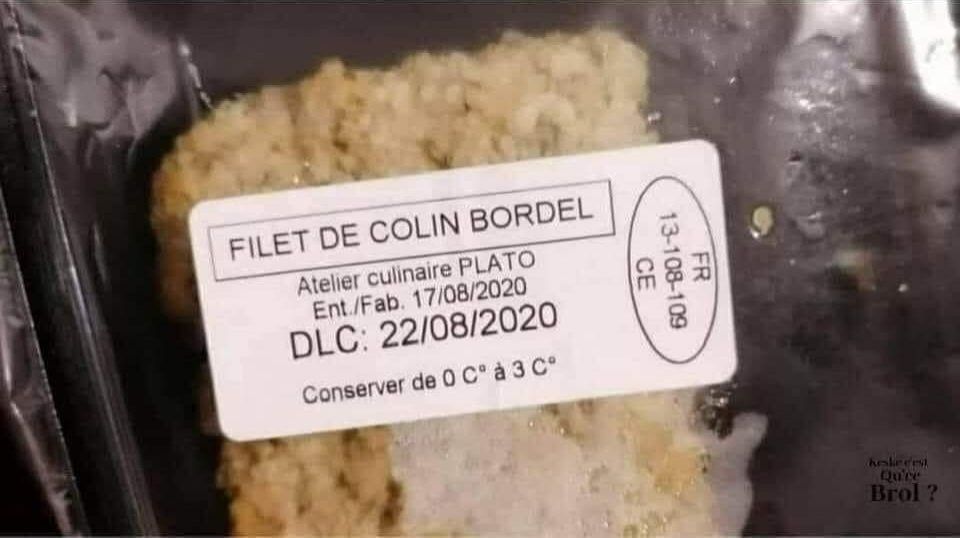 FILET DE COLIN BORDEL
Atelier culinaire PLATO
Ent./Fab. 17/08/2020
DLC: 22/08/2020
Conserver de 0 C° à 3 C°
FR
13-108-109
CE
Keske c'est
Qu'ce
Brol ?